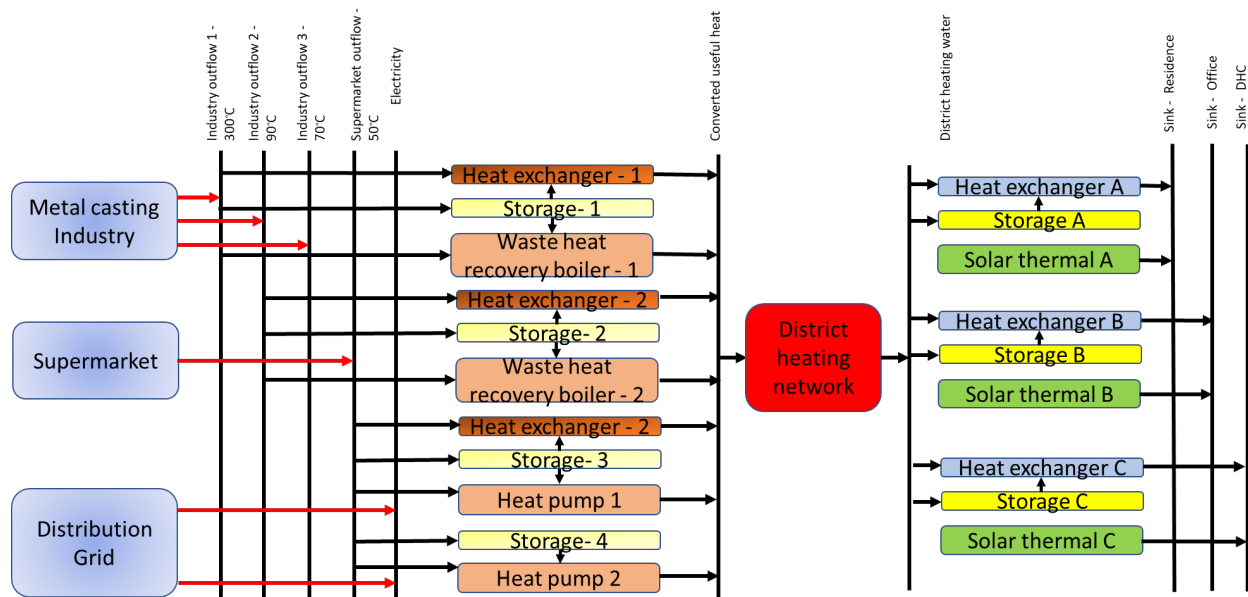 Industry outflow 1 -
300℃
Industry outflow 2 -
90℃
Industry outflow 3 -
70℃
Supermarket outflow -
50℃
Electricity
Converted useful heat
District heating water
Sink - Residence
Sink - Office
Sink - DHC
Metal casting
Industry
Supermarket
Distribution
Grid
Heat exchanger - 1
Storage- 1
Waste heat
recovery boiler - 1
Heat exchanger - 2
Storage- 2
Waste heat
recovery boiler - 2
Heat exchanger - 2
Storage- 3
Heat pump 1
Storage- 4
Heat pump 2
District
heating
network
Heat exchanger A
Storage A
Solar thermal A
Heat exchanger B
Storage B
Solar thermal B
Heat exchanger C
Storage C
Solar thermal C